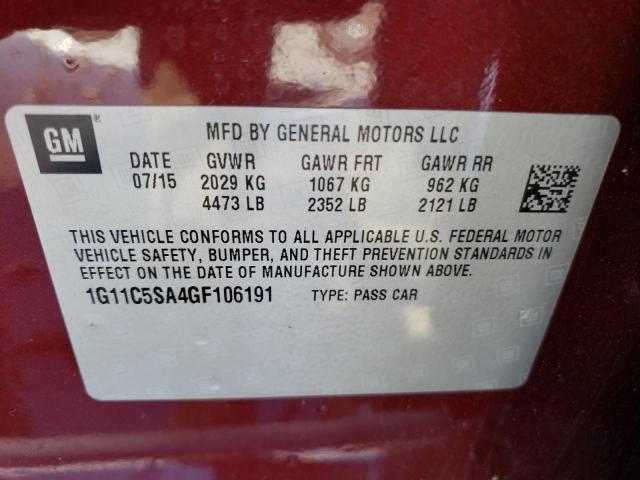 GM ®
MFD BY GENERAL MOTORS LLC
DATE GVWR GAWR FRT GAWR RR
07/15 2029 KG 1067 KG 962 KG
4473 LB 2352 LB 2121 LB
THIS VEHICLE CONFORMS TO ALL APPLICABLE U.S. FEDERAL MOTOR
VEHICLE SAFETY, BUMPER, AND THEFT PREVENTION STANDARDS IN
EFFECT ON THE DATE OF MANUFACTURE SHOWN ABOVE.
1G11C5SA4GF106191 TYPE: PASS CAR